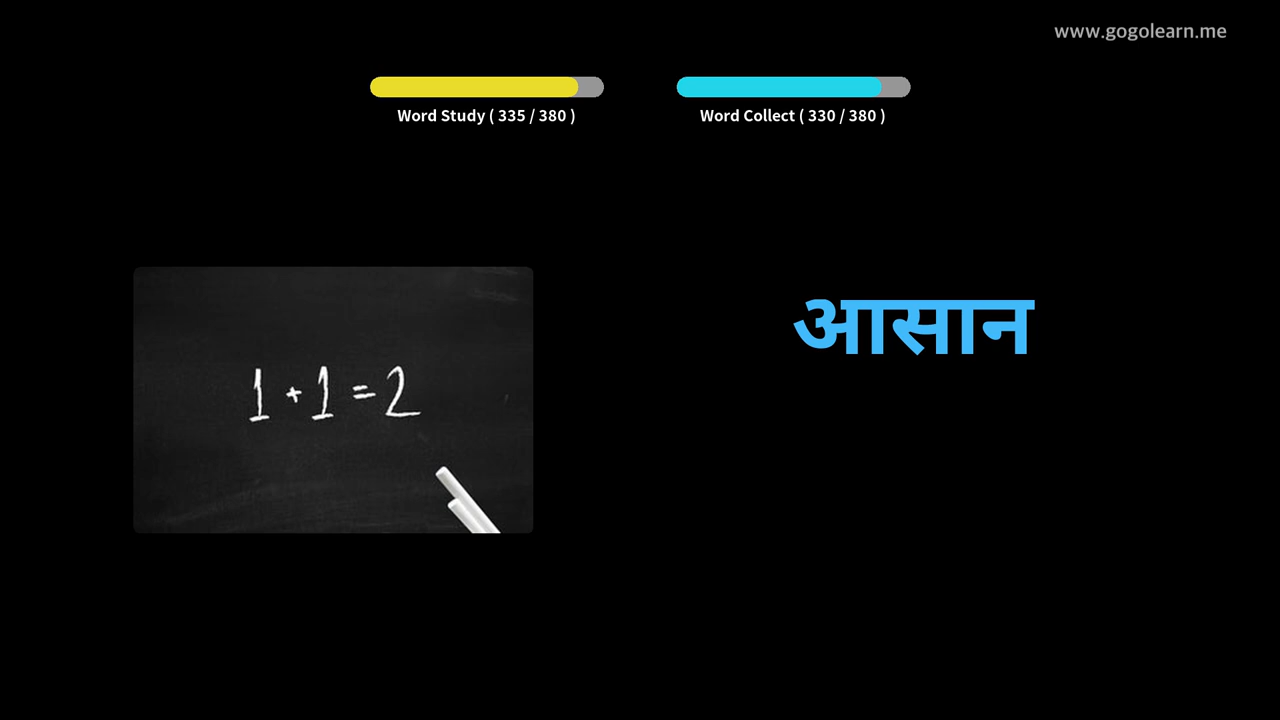 www.gogolearn.me
Word Study ( 335 / 380 )
Word Collect ( 330 / 380 )
1 + 1 = 2
आसान